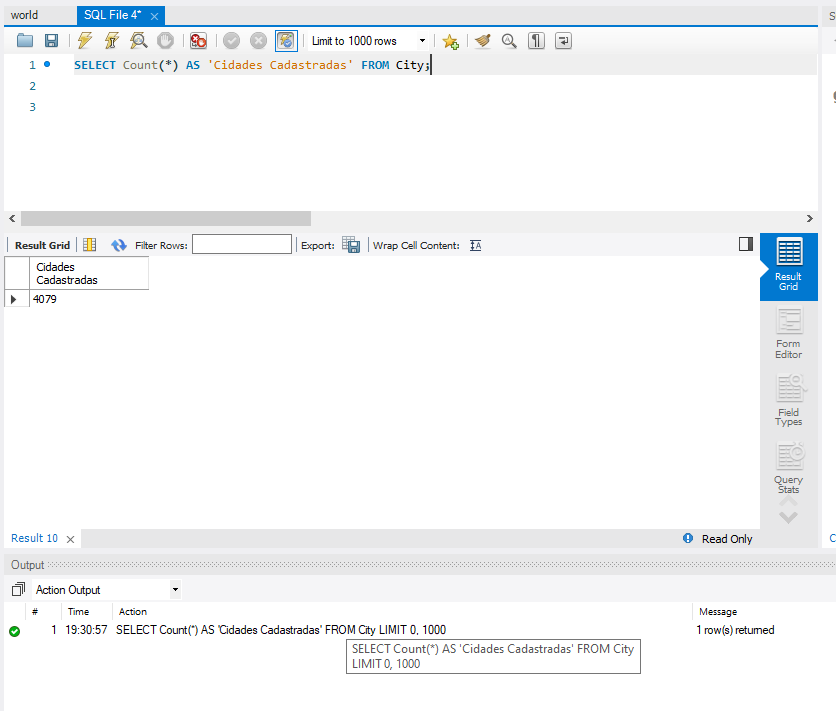 world
SQL File 4*
Limit to 1000 rows
1 SELECT Count(*) AS 'Cidades Cadastradas' FROM City;
2
3
Result Grid Filter Rows: Export: Wrap Cell Content:
Cidades
Cadastradas
4079
Result
Grid
Form
Editor
Field
Types
Query
Stats
Result 10
Read Only
Output
Action Output
# Time Action Message
1 19:30:57 SELECT Count(*) AS 'Cidades Cadastradas' FROM City LIMIT 0, 1000 1 row(s) returned
SELECT Count(*) AS 'Cidades Cadastradas' FROM City
LIMIT 0, 1000